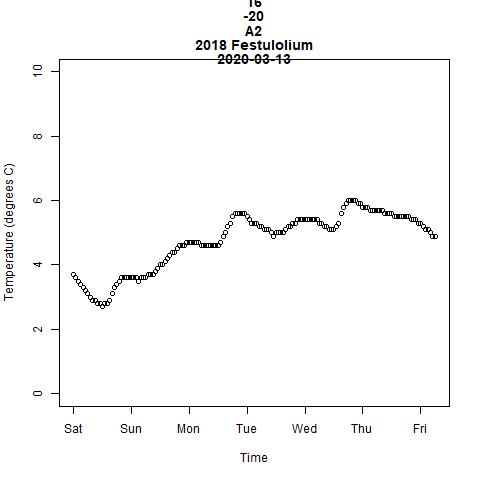 16
-20
A2
2018 Festulolium
2020-03-13
Temperature (degrees C)
10
8
6
4
2
0
Sat Sun Mon Tue Wed Thu Fri
Time